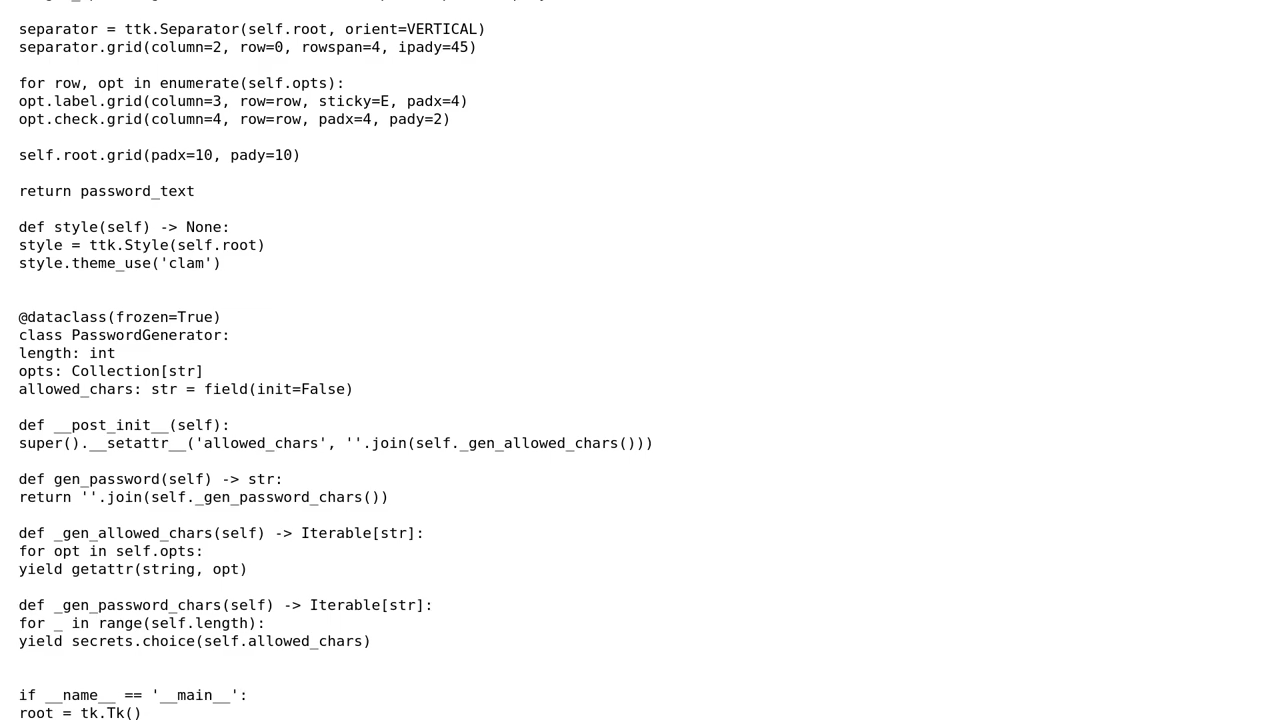 separator = ttk.Separator(self.root, orient=VERTICAL)
separator.grid(column=2, row=0, rowspan=4, ipady=45)

for row, opt in enumerate(self.opts):
opt.label.grid(column=3, row=row, sticky=E, padx=4)
opt.check.grid(column=4, row=row, padx=4, pady=2)

self.root.grid(padx=10, pady=10)

return password_text

def style(self) -> None:
style = ttk.Style(self.root)
style.theme_use('clam')


@dataclass(frozen=True)
class PasswordGenerator:
length: int
opts: Collection[str]
allowed_chars: str = field(init=False)

def __post_init__(self):
super().__setattr__('allowed_chars', ''.join(self._gen_allowed_chars()))

def gen_password(self) -> str:
return ''.join(self._gen_password_chars())

def _gen_allowed_chars(self) -> Iterable[str]:
for opt in self.opts:
yield getattr(string, opt)

def _gen_password_chars(self) -> Iterable[str]:
for _ in range(self.length):
yield secrets.choice(self.allowed_chars)


if __name__ == '__main__':
root = tk.Tk()